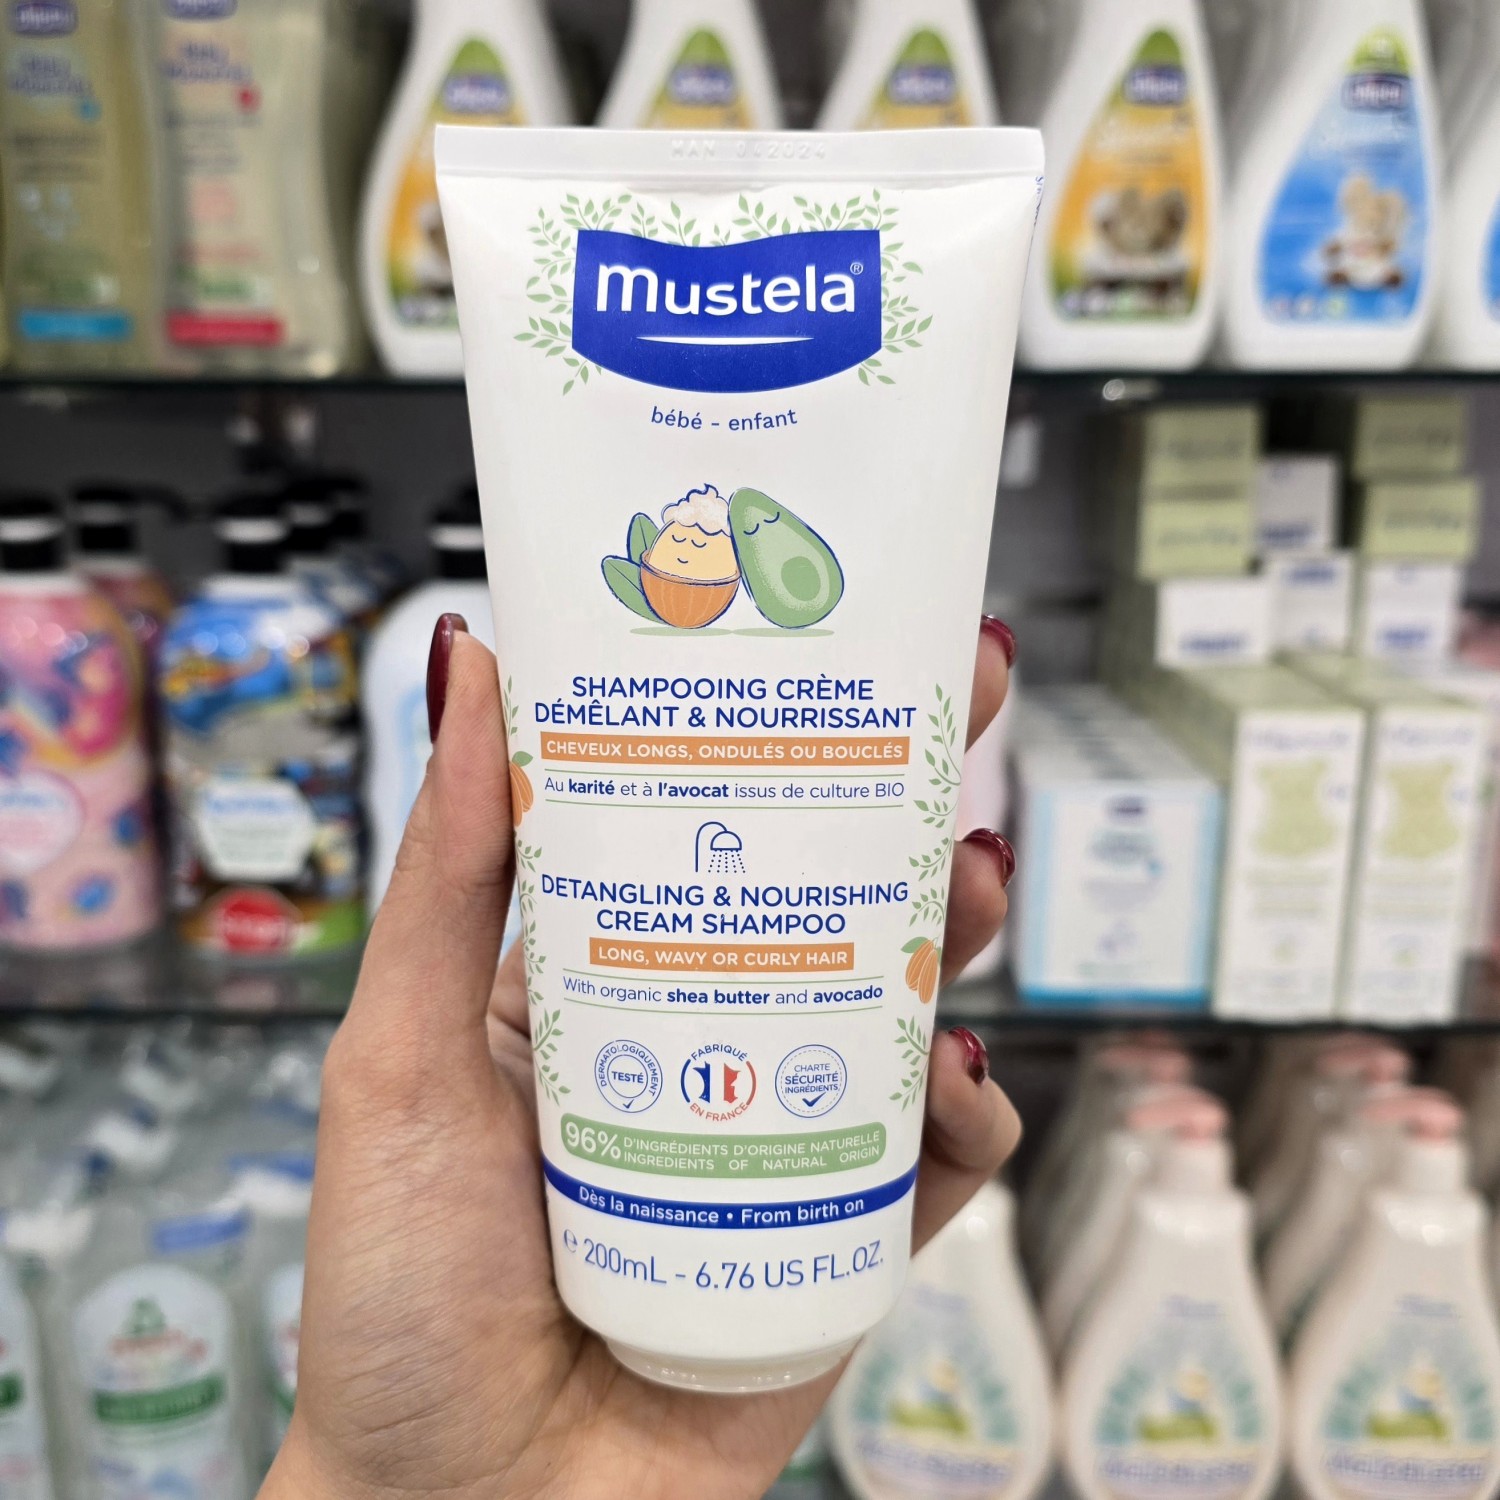 MAN 042024
mustela®
bébé - enfant
SHAMPOOING CRÈME
DÉMÊLANT & NOURRISSANT
CHEVEUX LONGS, ONDULÉS OU BOUCLÉS
Au karité et à l'avocat issus de culture BIO
DETANGLING & NOURISHING
CREAM SHAMPOO
LONG, WAVY OR CURLY HAIR
With organic shea butter and avocado
DERMATOLOGIQUEMENT
TESTÉ
FABRIQUÉ
EN FRANCE
CHARTE
SÉCURITÉ
INGRÉDIENTS
96% D'INGRÉDIENTS D'ORIGINE NATURELLE
INGREDIENTS OF NATURAL ORIGIN
Dès la naissance • From birth on
℮ 200mL - 6.76 US FL.OZ.